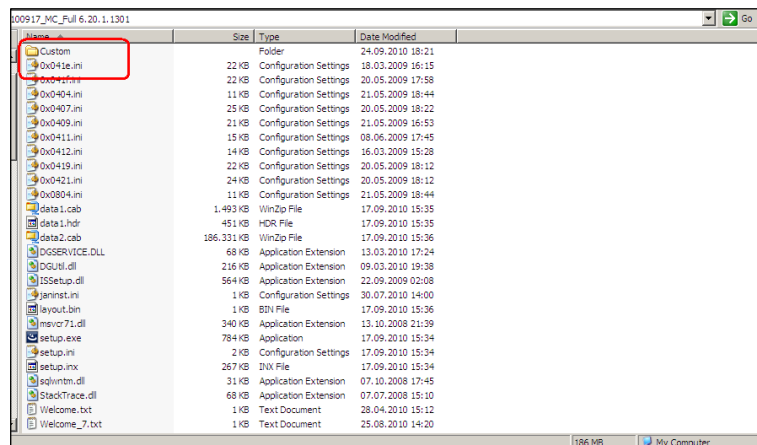 100917_MC_Full 6.20.1.1301 Go
Name Size Type Date Modified
Custom Folder 24.09.2010 18:21
0x041e.ini 22 KB Configuration Settings 18.03.2009 16:15
0x041f.ini 22 KB Configuration Settings 20.05.2009 17:58
0x0404.ini 11 KB Configuration Settings 21.05.2009 18:44
0x0407.ini 25 KB Configuration Settings 20.05.2009 18:22
0x0409.ini 21 KB Configuration Settings 21.05.2009 16:53
0x0411.ini 15 KB Configuration Settings 08.06.2009 17:45
0x0412.ini 14 KB Configuration Settings 16.03.2009 15:28
0x0419.ini 22 KB Configuration Settings 20.05.2009 18:12
0x0421.ini 24 KB Configuration Settings 20.05.2009 18:12
0x0804.ini 11 KB Configuration Settings 21.05.2009 18:44
data1.cab 1.493 KB WinZip File 17.09.2010 15:35
data1.hdr 451 KB HDR File 17.09.2010 15:35
data2.cab 186.331 KB WinZip File 17.09.2010 15:36
DGSERVICE.DLL 68 KB Application Extension 13.03.2010 17:24
DGUtil.dll 216 KB Application Extension 09.03.2010 19:38
ISSetup.dll 564 KB Application Extension 22.09.2009 02:08
janinst.ini 1 KB Configuration Settings 30.07.2010 14:00
layout.bin 1 KB BIN File 17.09.2010 15:36
msvcr71.dll 340 KB Application Extension 13.10.2008 21:39
setup.exe 784 KB Application 17.09.2010 15:34
setup.ini 2 KB Configuration Settings 17.09.2010 15:34
setup.inx 267 KB INX File 17.09.2010 15:34
sqlwntm.dll 31 KB Application Extension 07.10.2008 17:45
StackTrace.dll 68 KB Application Extension 07.07.2008 15:10
Welcome.txt 1 KB Text Document 28.04.2010 15:12
Welcome_7.txt 1 KB Text Document 25.08.2010 14:20
186 MB My Computer